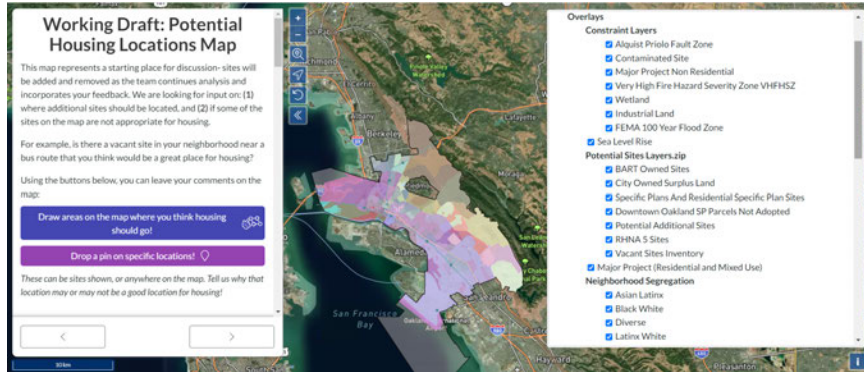 Working Draft: Potential
Housing Locations Map
This map represents a starting place for discussion- sites will
be added and removed as the team continues analysis and
incorporates your feedback. We are looking for input on: (1)
where additional sites should be located, and (2) if some of the
sites on the map are not appropriate for housing.
For example, is there a vacant site in your neighborhood near a
bus route that you think would be a great place for housing?
Using the buttons below, you can leave your comments on the
map:
Draw areas on the map where you think housing
should go!
Drop a pin on specific locations!
These can be sites shown, or anywhere on the map. Tell us why that
location may or may not be a good location for housing!
10 km
El Cerrito
Albany
Berkeley
Lafayette
Moraga
Alameda
San Francisco
Bay
Hayward
Pleasanton
Overlays
Constraint Layers
Alquist Priolo Fault Zone
Contaminated Site
Major Project Non Residential
Very High Fire Hazard Severity Zone VHFHSZ
Wetland
Industrial Land
FEMA 100 Year Flood Zone
Sea Level Rise
Potential Sites Layers.zip
BART Owned Sites
City Owned Surplus Land
Specific Plans And Residential Specific Plan Sites
Downtown Oakland SP Parcels Not Adopted
Potential Additional Sites
RHNA 5 Sites
Vacant Sites Inventory
Major Project (Residential and Mixed Use)
Neighborhood Segregation
Asian Latinx
Black White
Diverse
Latinx White